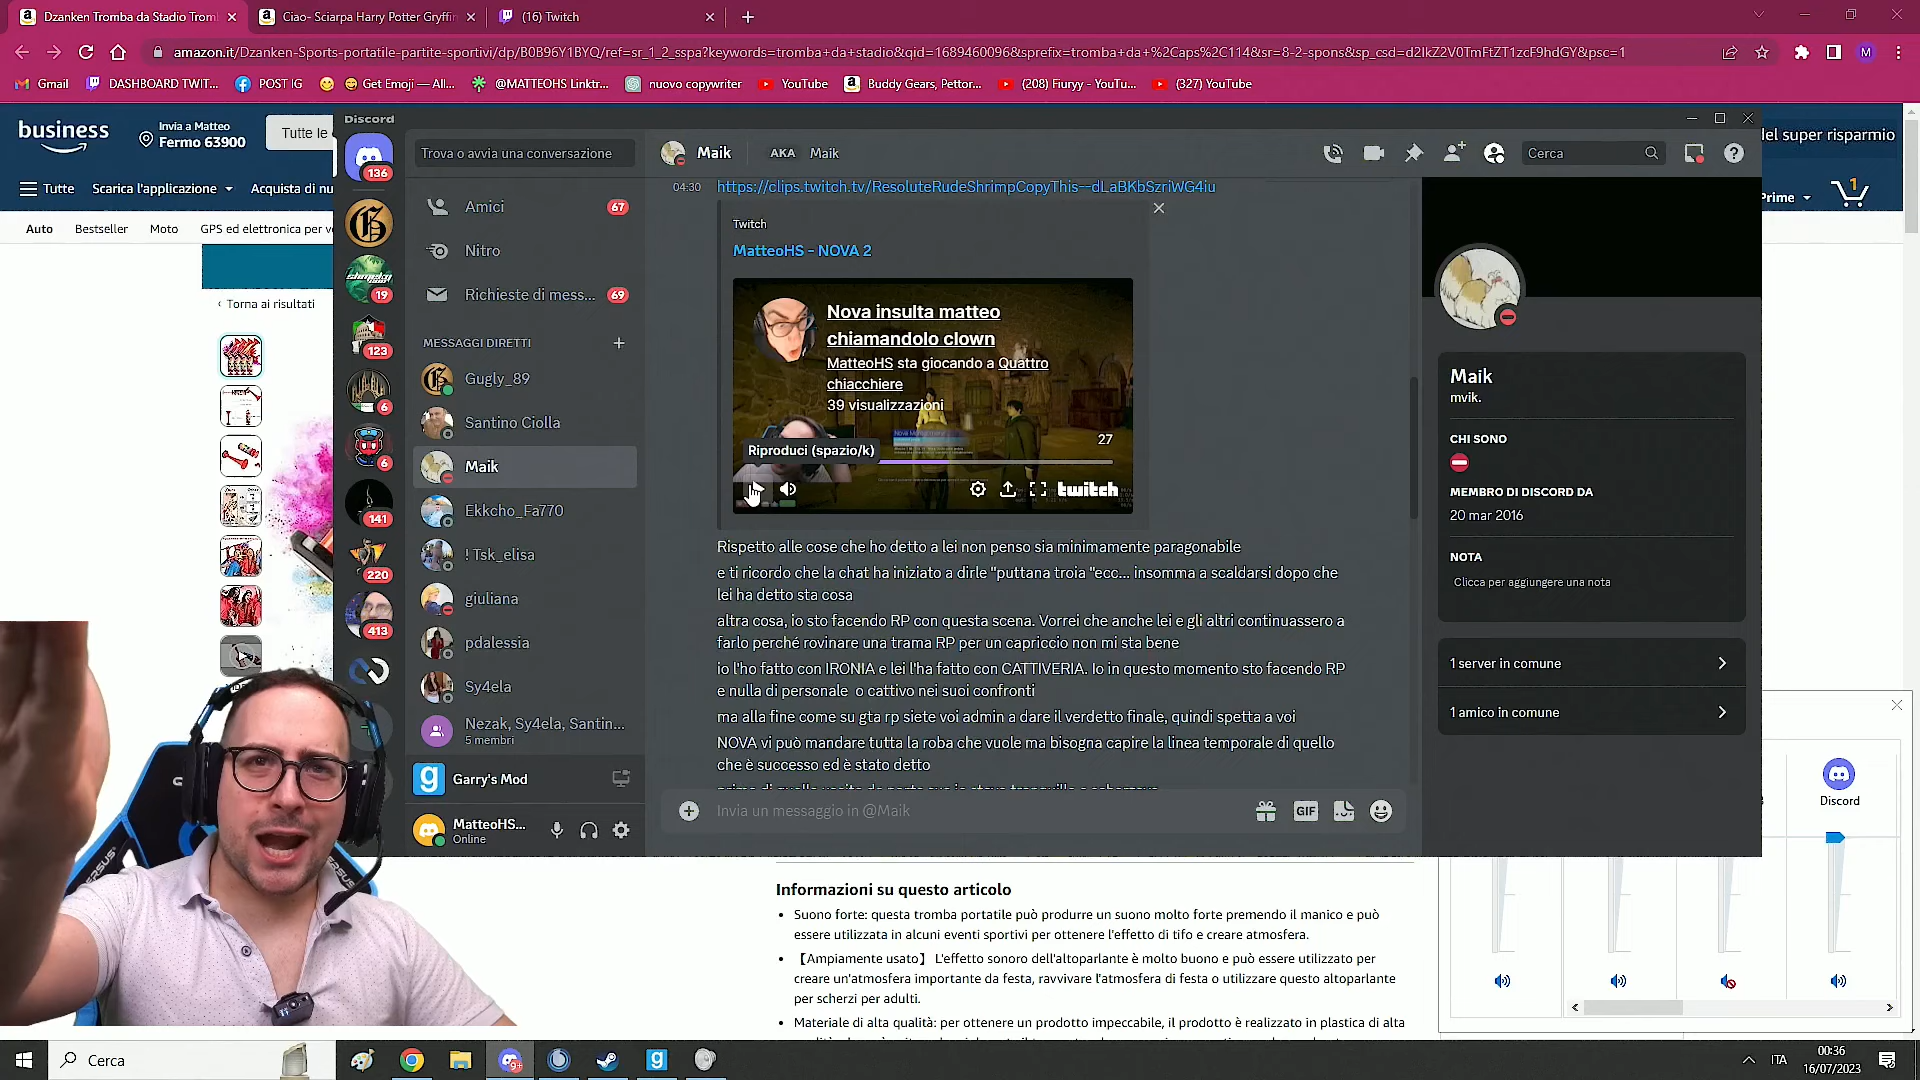 Dzanken Tromba da Stadio Trom
Ciao- Sciarpa Harry Potter Gryffin
(16) Twitch
amazon.it/Dzanken-Sports-portatile-partite-sportivi/dp/B0B96Y1BYQ/ref=sr_1_2_sspa?keywords=tromba+da+stadio&qid=1689460096&sprefix=tromba+da+%2Caps%2C114&sr=8-2-spons&sp_csd=d2lkZ2V0TmFtZT1zcF9hdGY&psc=1
Gmail
DASHBOARD TWIT...
POST IG
Get Emoji — All...
@MATTEOHS Linktr...
nuovo copywriter
YouTube
Buddy Gears, Pettor...
(208) Fiuryy - YouTu...
(327) YouTube
business
Invia a Matteo
Fermo 63900
Tutte le
del super risparmio
Tutte
Scarica l'applicazione
Acquista di nu
Prime
1
Auto
Bestseller
Moto
GPS ed elettronica per ve
Torna ai risultati
Discord
136
19
123
6
6
141
220
413
Trova o avvia una conversazione
Amici
67
Nitro
Richieste di mess...
69
MESSAGGI DIRETTI
Gugly_89
Santino Ciolla
Maik
Ekkcho_Fa770
! Tsk_elisa
giuliana
pdalessia
Sy4ela
Nezak, Sy4ela, Santin...
5 membri
Garry's Mod
MatteoHS...
Online
Maik
AKA
Maik
Cerca
04:30
https://clips.twitch.tv/ResoluteRudeShrimpCopyThis--dLaBKbSzriWG4iu
Twitch
MatteoHS - NOVA 2
Nova insulta matteo
chiamandolo clown
MatteoHS sta giocando a Quattro
chiacchiere
39 visualizzazioni
27
Riproduci (spazio/k)
twitch
Rispetto alle cose che ho detto a lei non penso sia minimamente paragonabile
e ti ricordo che la chat ha iniziato a dirle "puttana troia "ecc... insomma a scaldarsi dopo che
lei ha detto sta cosa
altra cosa, io sto facendo RP con questa scena. Vorrei che anche lei e gli altri continuassero a
farlo perché rovinare una trama RP per un capriccio non mi sta bene
io l'ho fatto con IRONIA e lei l'ha fatto con CATTIVERIA. Io in questo momento sto facendo RP
e nulla di personale o cattivo nei suoi confronti
ma alla fine come su gta rp siete voi admin a dare il verdetto finale, quindi spetta a voi
NOVA vi può mandare tutta la roba che vuole ma bisogna capire la linea temporale di quello
che è successo ed è stato detto
Invia un messaggio in @Maik
GIF
Maik
mvik.
CHI SONO
MEMBRO DI DISCORD DA
20 mar 2016
NOTA
Clicca per aggiungere una nota
1 server in comune
1 amico in comune
Discord
Informazioni su questo articolo
Suono forte: questa tromba portatile può produrre un suono molto forte premendo il manico e può
essere utilizzata in alcuni eventi sportivi per ottenere l'effetto di tifo e creare atmosfera.
【Ampiamente usato】 L'effetto sonoro dell'altoparlante è molto buono e può essere utilizzato per
creare un'atmosfera importante da festa, ravvivare l'atmosfera di festa o utilizzare questo altoparlante
per scherzi per adulti.
Materiale di alta qualità: per ottenere un prodotto impeccabile, il prodotto è realizzato in plastica di alta
Cerca
ITA
00:36
16/07/2023